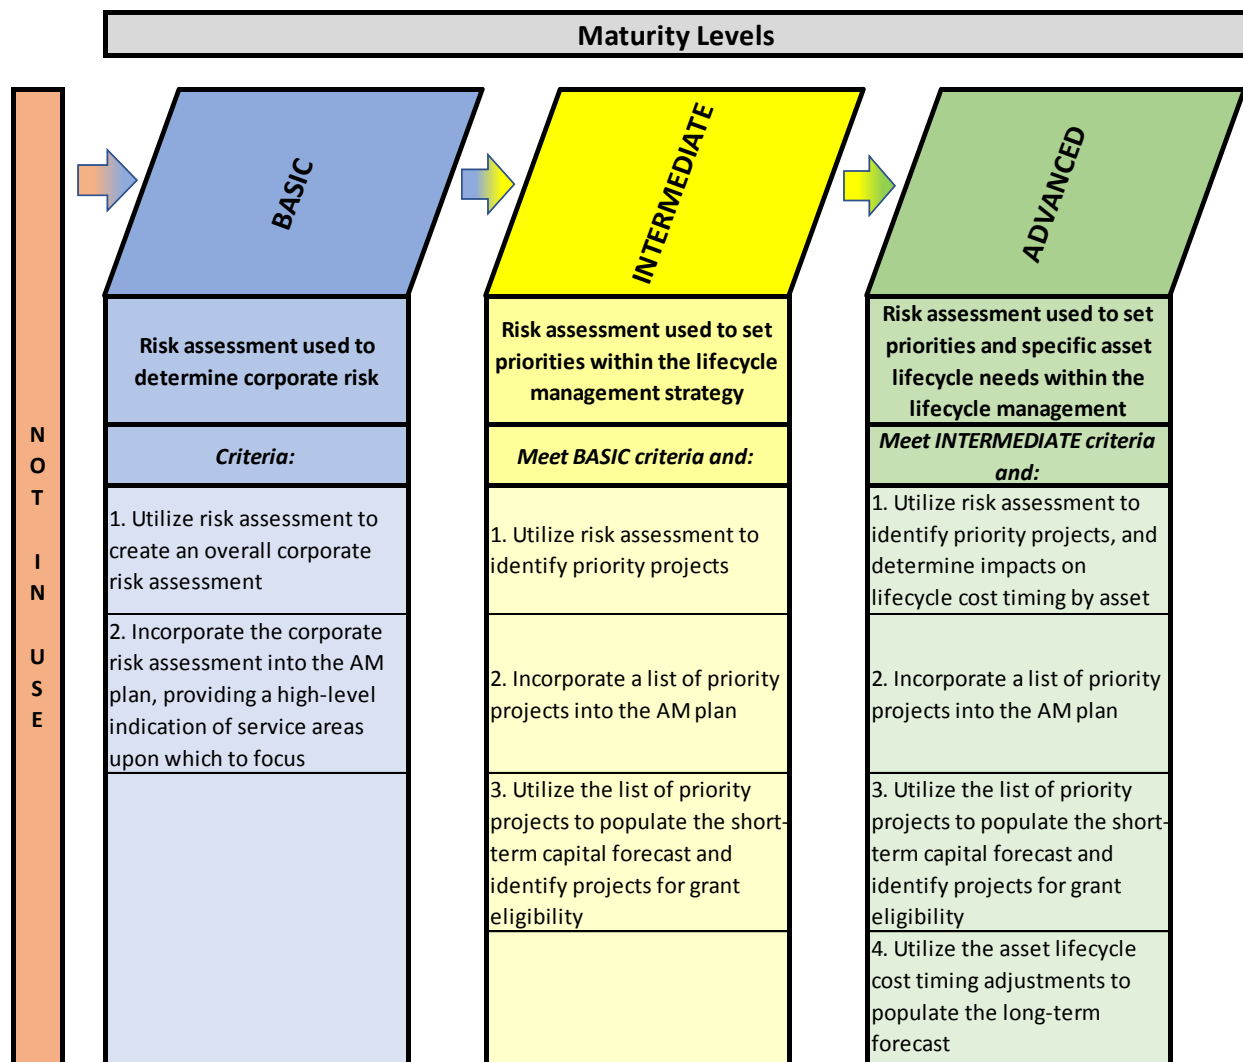 Maturity Levels
NOT IN USE
BASIC
Risk assessment used to
determine corporate risk
Criteria:
1. Utilize risk assessment to
create an overall corporate
risk assessment
2. Incorporate the corporate
risk assessment into the AM
plan, providing a high-level
indication of service areas
upon which to focus
INTERMEDIATE
Risk assessment used to set
priorities within the lifecycle
management strategy
Meet BASIC criteria and:
1. Utilize risk assessment to
identify priority projects
2. Incorporate a list of priority
projects into the AM plan
3. Utilize the list of priority
projects to populate the short-
term capital forecast and
identify projects for grant
eligibility
ADVANCED
Risk assessment used to set
priorities and specific asset
lifecycle needs within the
lifecycle management
Meet INTERMEDIATE criteria
and:
1. Utilize risk assessment to
identify priority projects, and
determine impacts on
lifecycle cost timing by asset
2. Incorporate a list of priority
projects into the AM plan
3. Utilize the list of priority
projects to populate the short-
term capital forecast and
identify projects for grant
eligibility
4. Utilize the asset lifecycle
cost timing adjustments to
populate the long-term
forecast